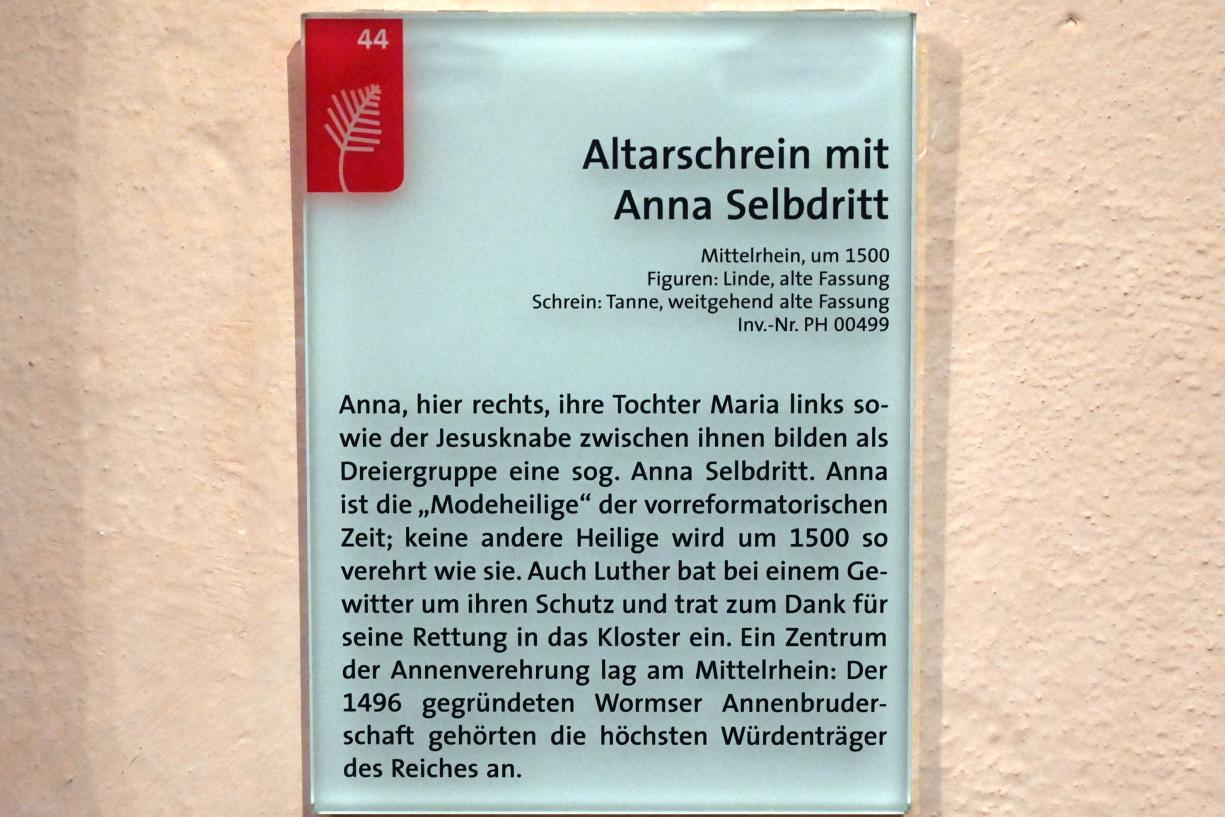 44
Altarschrein mit
Anna Selbdritt
Mittelrhein, um 1500
Figuren: Linde, alte Fassung
Schrein: Tanne, weitgehend alte Fassung
Inv.-Nr. PH 00499
Anna, hier rechts, ihre Tochter Maria links so-
wie der Jesusknabe zwischen ihnen bilden als
Dreiergruppe eine sog. Anna Selbdritt. Anna
ist die „Modeheilige“ der vorreformatorischen
Zeit; keine andere Heilige wird um 1500 so
verehrt wie sie. Auch Luther bat bei einem Ge-
witter um ihren Schutz und trat zum Dank für
seine Rettung in das Kloster ein. Ein Zentrum
der Annenverehrung lag am Mittelrhein: Der
1496 gegründeten Wormser Annenbruder-
schaft gehörten die höchsten Würdenträger
des Reiches an.